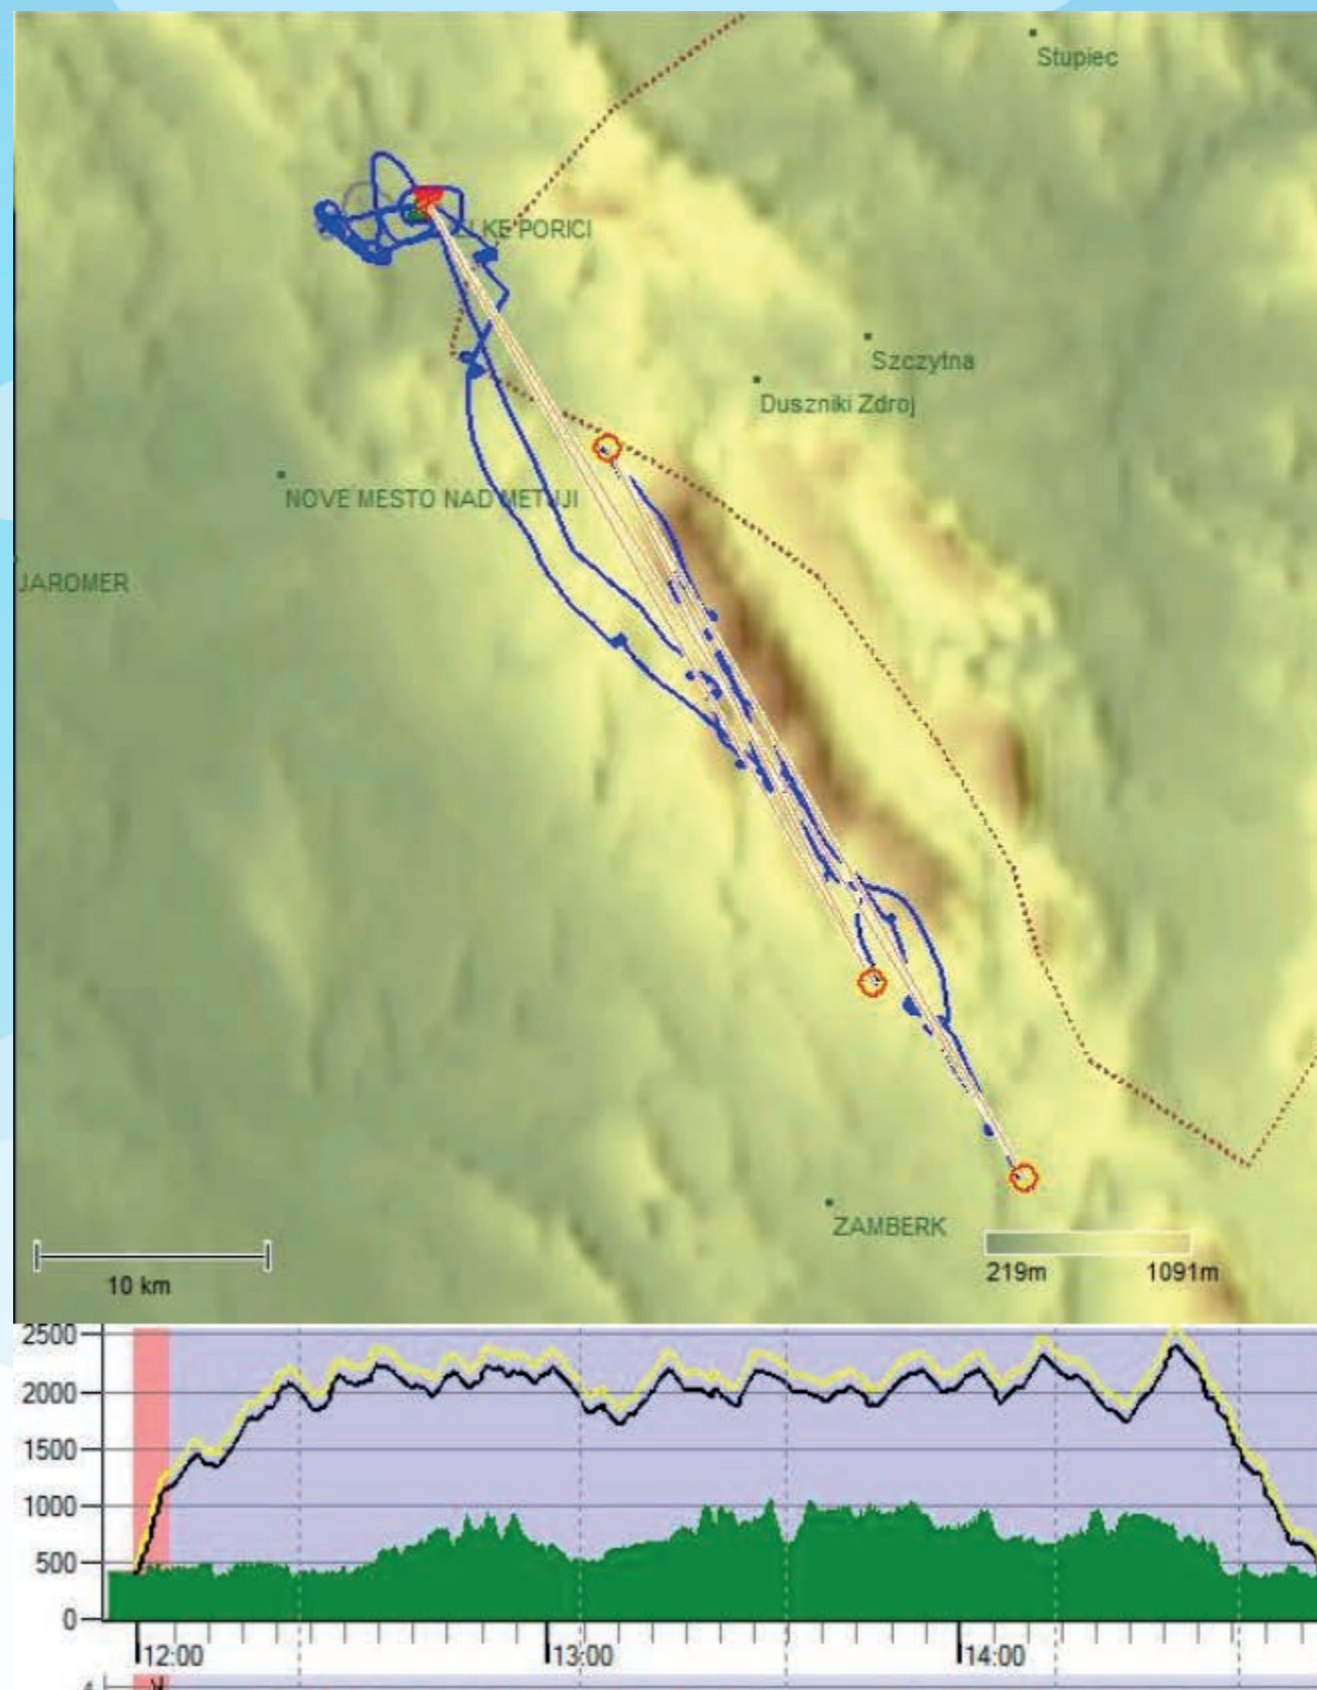 Stupiec
LKE PORICI
Szczytna
Duszniki Zdroj
NOVE MESTO NAD METUJI
JAROMER
ZAMBERK
10 km
219m 1091m
2500
2000
1500
1000
500
0
12:00 13:00 14:00